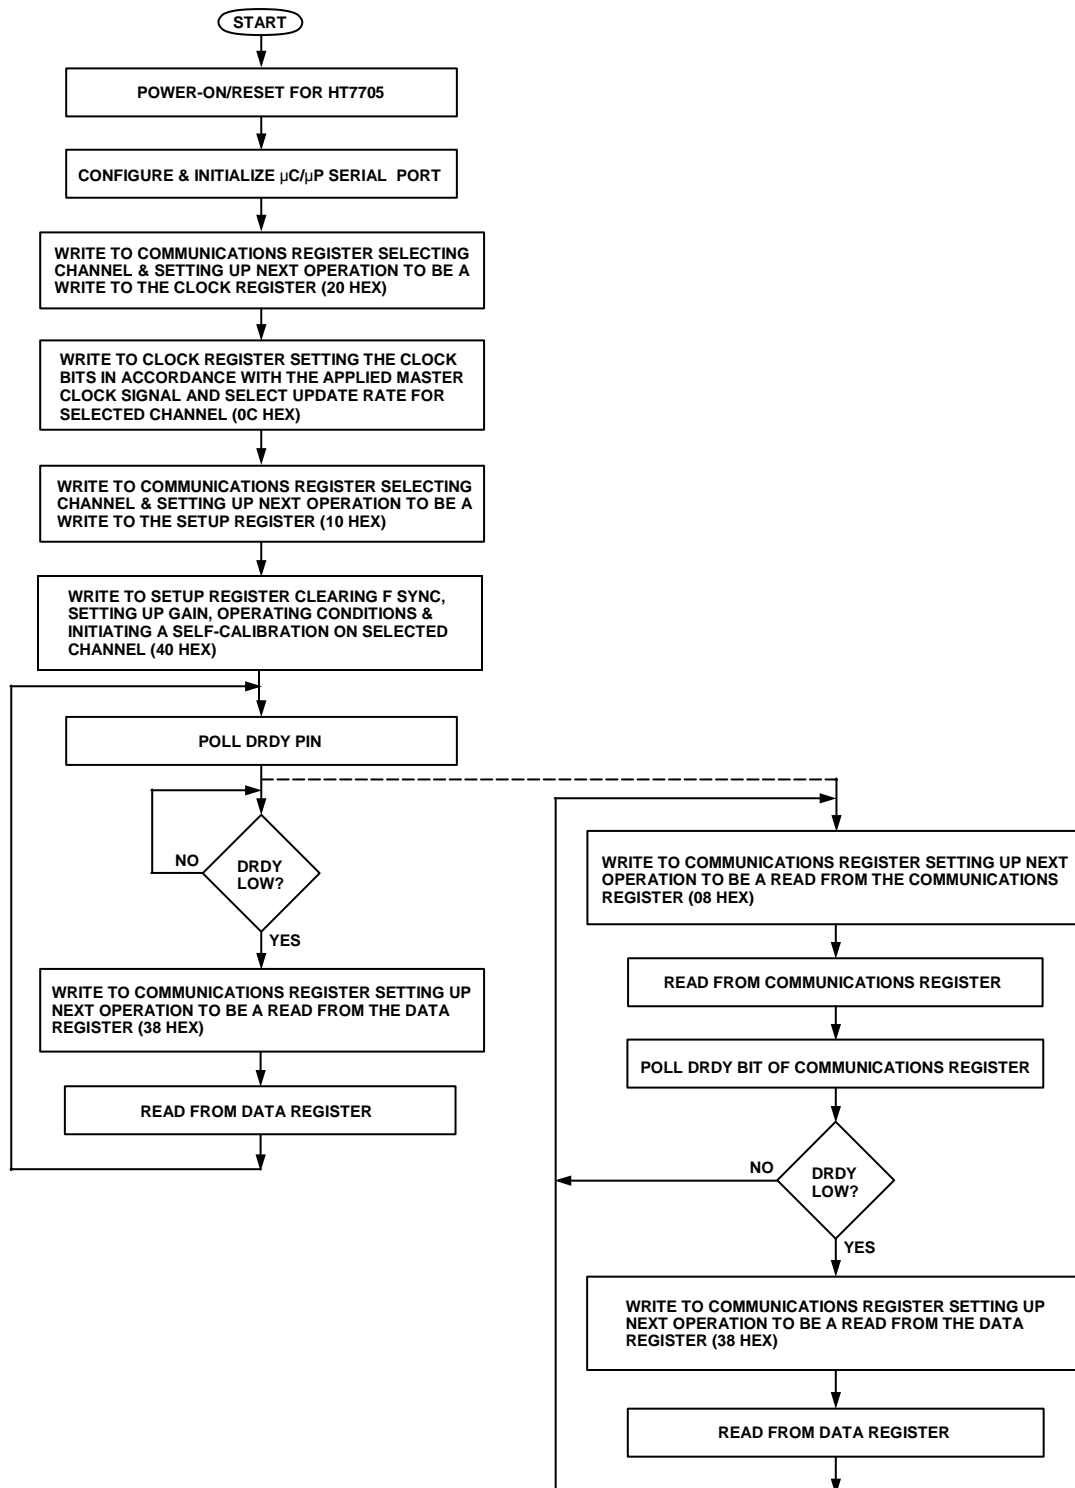 START
POWER-ON/RESET FOR HT7705
CONFIGURE & INITIALIZE µC/µP SERIAL PORT
WRITE TO COMMUNICATIONS REGISTER SELECTING
CHANNEL & SETTING UP NEXT OPERATION TO BE A
WRITE TO THE CLOCK REGISTER (20 HEX)
WRITE TO CLOCK REGISTER SETTING THE CLOCK
BITS IN ACCORDANCE WITH THE APPLIED MASTER
CLOCK SIGNAL AND SELECT UPDATE RATE FOR
SELECTED CHANNEL (0C HEX)
WRITE TO COMMUNICATIONS REGISTER SELECTING
CHANNEL & SETTING UP NEXT OPERATION TO BE A
WRITE TO THE SETUP REGISTER (10 HEX)
WRITE TO SETUP REGISTER CLEARING F SYNC,
SETTING UP GAIN, OPERATING CONDITIONS &
INITIATING A SELF-CALIBRATION ON SELECTED
CHANNEL (40 HEX)
POLL DRDY PIN
NO
DRDY
LOW?
YES
WRITE TO COMMUNICATIONS REGISTER SETTING UP
NEXT OPERATION TO BE A READ FROM THE DATA
REGISTER (38 HEX)
READ FROM DATA REGISTER
WRITE TO COMMUNICATIONS REGISTER SETTING UP NEXT
OPERATION TO BE A READ FROM THE COMMUNICATIONS
REGISTER (08 HEX)
READ FROM COMMUNICATIONS REGISTER
POLL DRDY BIT OF COMMUNICATIONS REGISTER
NO
DRDY
LOW?
YES
WRITE TO COMMUNICATIONS REGISTER SETTING UP
NEXT OPERATION TO BE A READ FROM THE DATA
REGISTER (38 HEX)
READ FROM DATA REGISTER